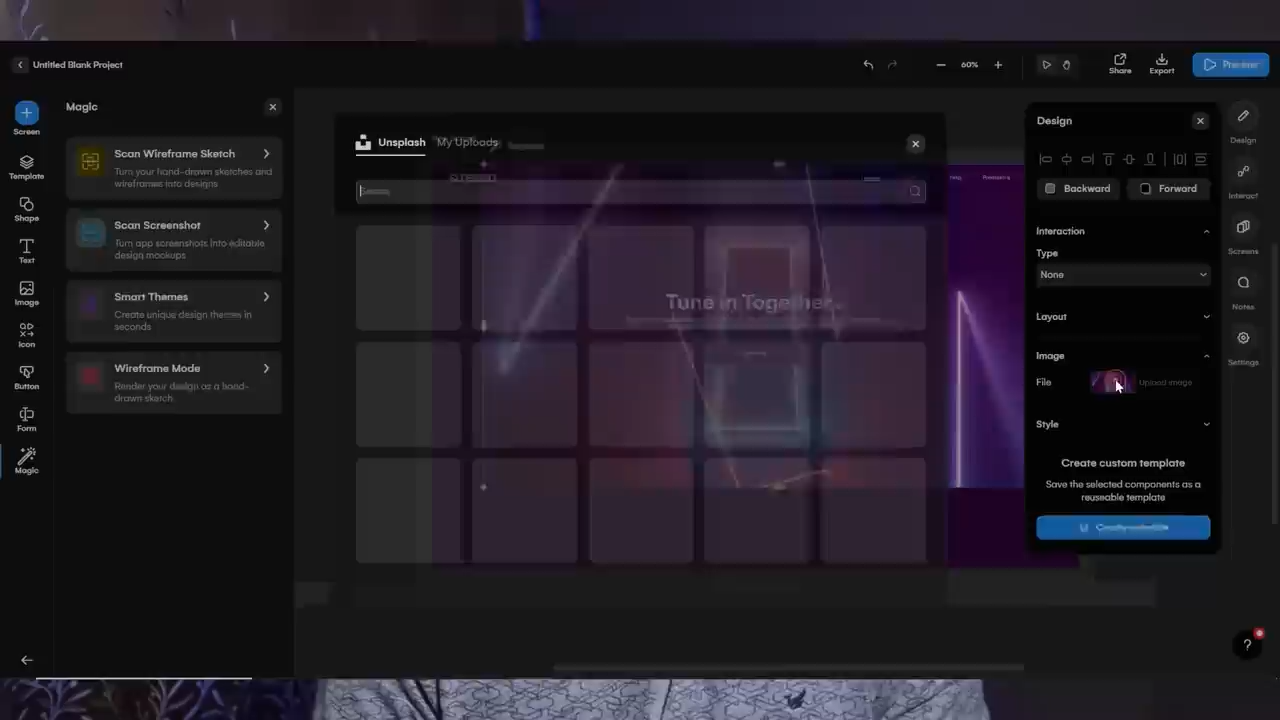 Untitled Blank Project
60%
Share
Export
Preview
Screen
Template
Shape
Text
Image
Icon
Button
Form
Magic
Magic
Scan Wireframe Sketch
Turn your hand-drawn sketches and
wireframes into designs
Scan Screenshot
Turn app screenshots into editable
design mockups
Smart Themes
Create unique design themes in
seconds
Wireframe Mode
Render your design as a hand-
drawn sketch
Unsplash
My Uploads
Search
Tune in Together
Design
Backward
Forward
Interaction
Type
None
Layout
Image
File
Upload image
Style
Create custom template
Save the selected components as a
reuseable template
Design
Interact
Screens
Notes
Settings
?